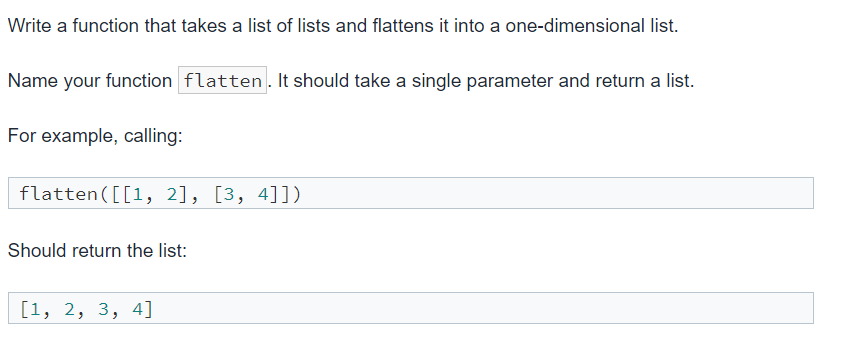 Write a function that takes a list of lists and flattens it into a one-dimensional list.
Name your function flatten. It should take a single parameter and return a list.
For example, calling:
flatten([[1, 2], [3, 4]])
Should return the list:
[1, 2, 3, 4]